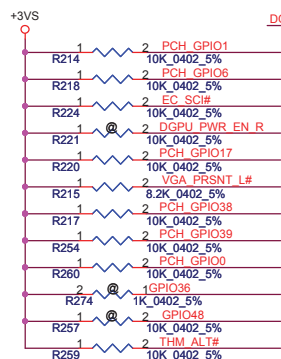 +3VS
DG
1 2 PCH_GPIO1
R214 10K_0402_5%
1 2 PCH_GPIO6
R218 10K_0402_5%
1 2 EC_SCI#
R224 10K_0402_5%
1 @ 2 DGPU_PWR_EN_R
R221 10K_0402_5%
1 2 PCH_GPIO17
R220 10K_0402_5%
1 2 VGA_PRSNT_L#
R215 8.2K_0402_5%
1 2 PCH_GPIO38
R217 10K_0402_5%
1 2 PCH_GPIO39
R254 10K_0402_5%
1 2 PCH_GPIO0
R260 10K_0402_5%
2 @ 1 GPIO36
R274 1K_0402_5%
1 @ 2 GPIO48
R257 10K_0402_5%
1 2 THM_ALT#
R259 10K_0402_5%